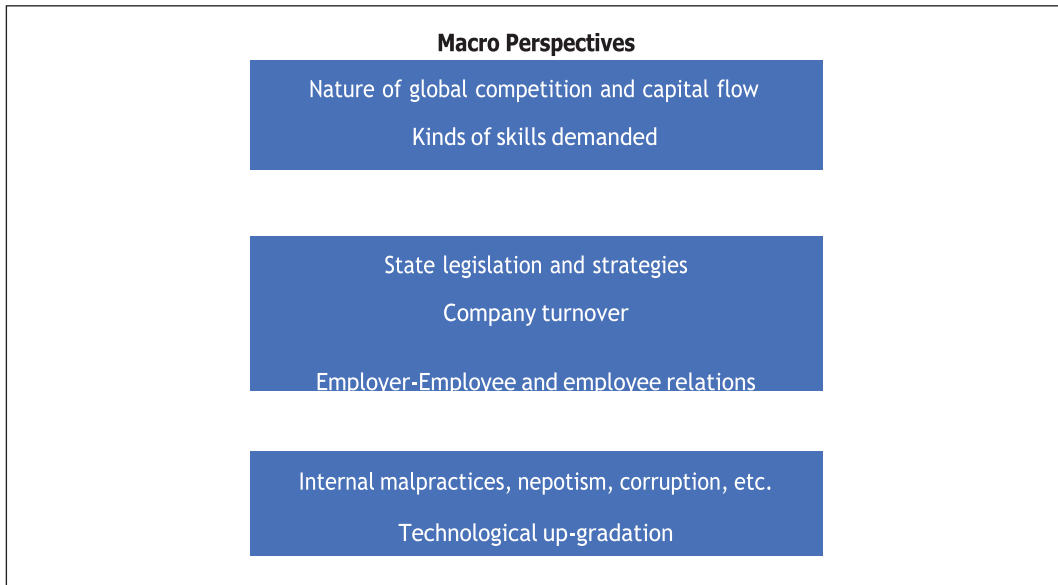 Macro Perspectives
Nature of global competition and capital flow
Kinds of skills demanded
State legislation and strategies
Company turnover
Employer-Employee and employee relations
Internal malpractices, nepotism, corruption, etc.
Technological up-gradation